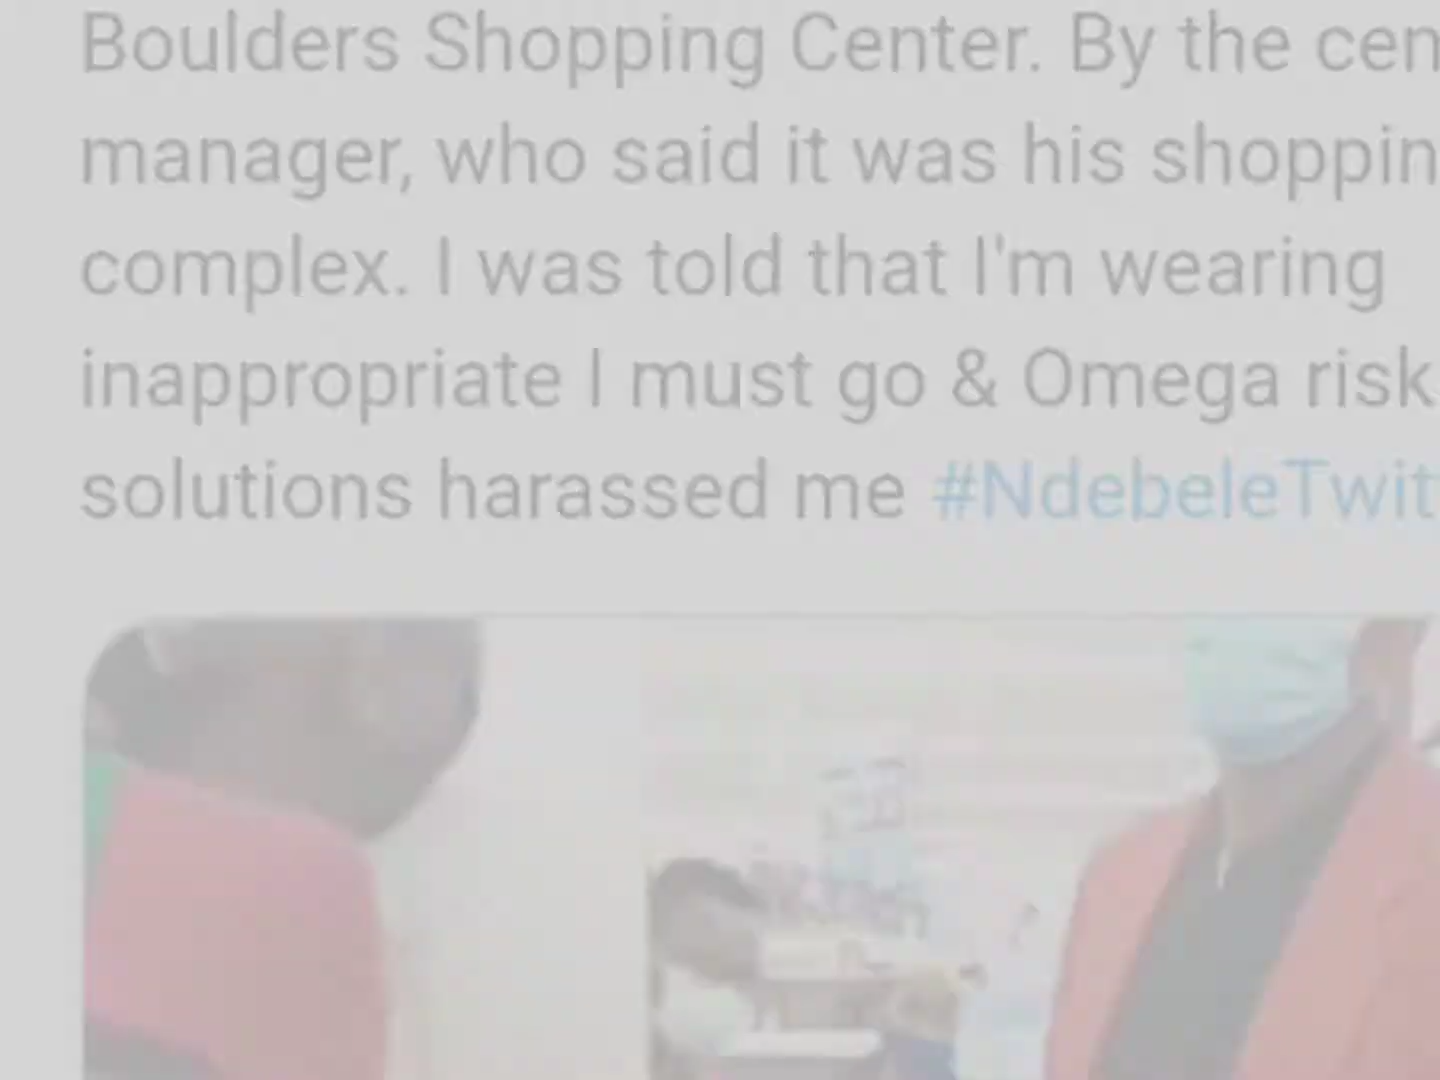 Boulders Shopping Center. By the cen
manager, who said it was his shoppin
complex. I was told that I'm wearing
inappropriate I must go & Omega risk
solutions harassed me #NdebeleTwit